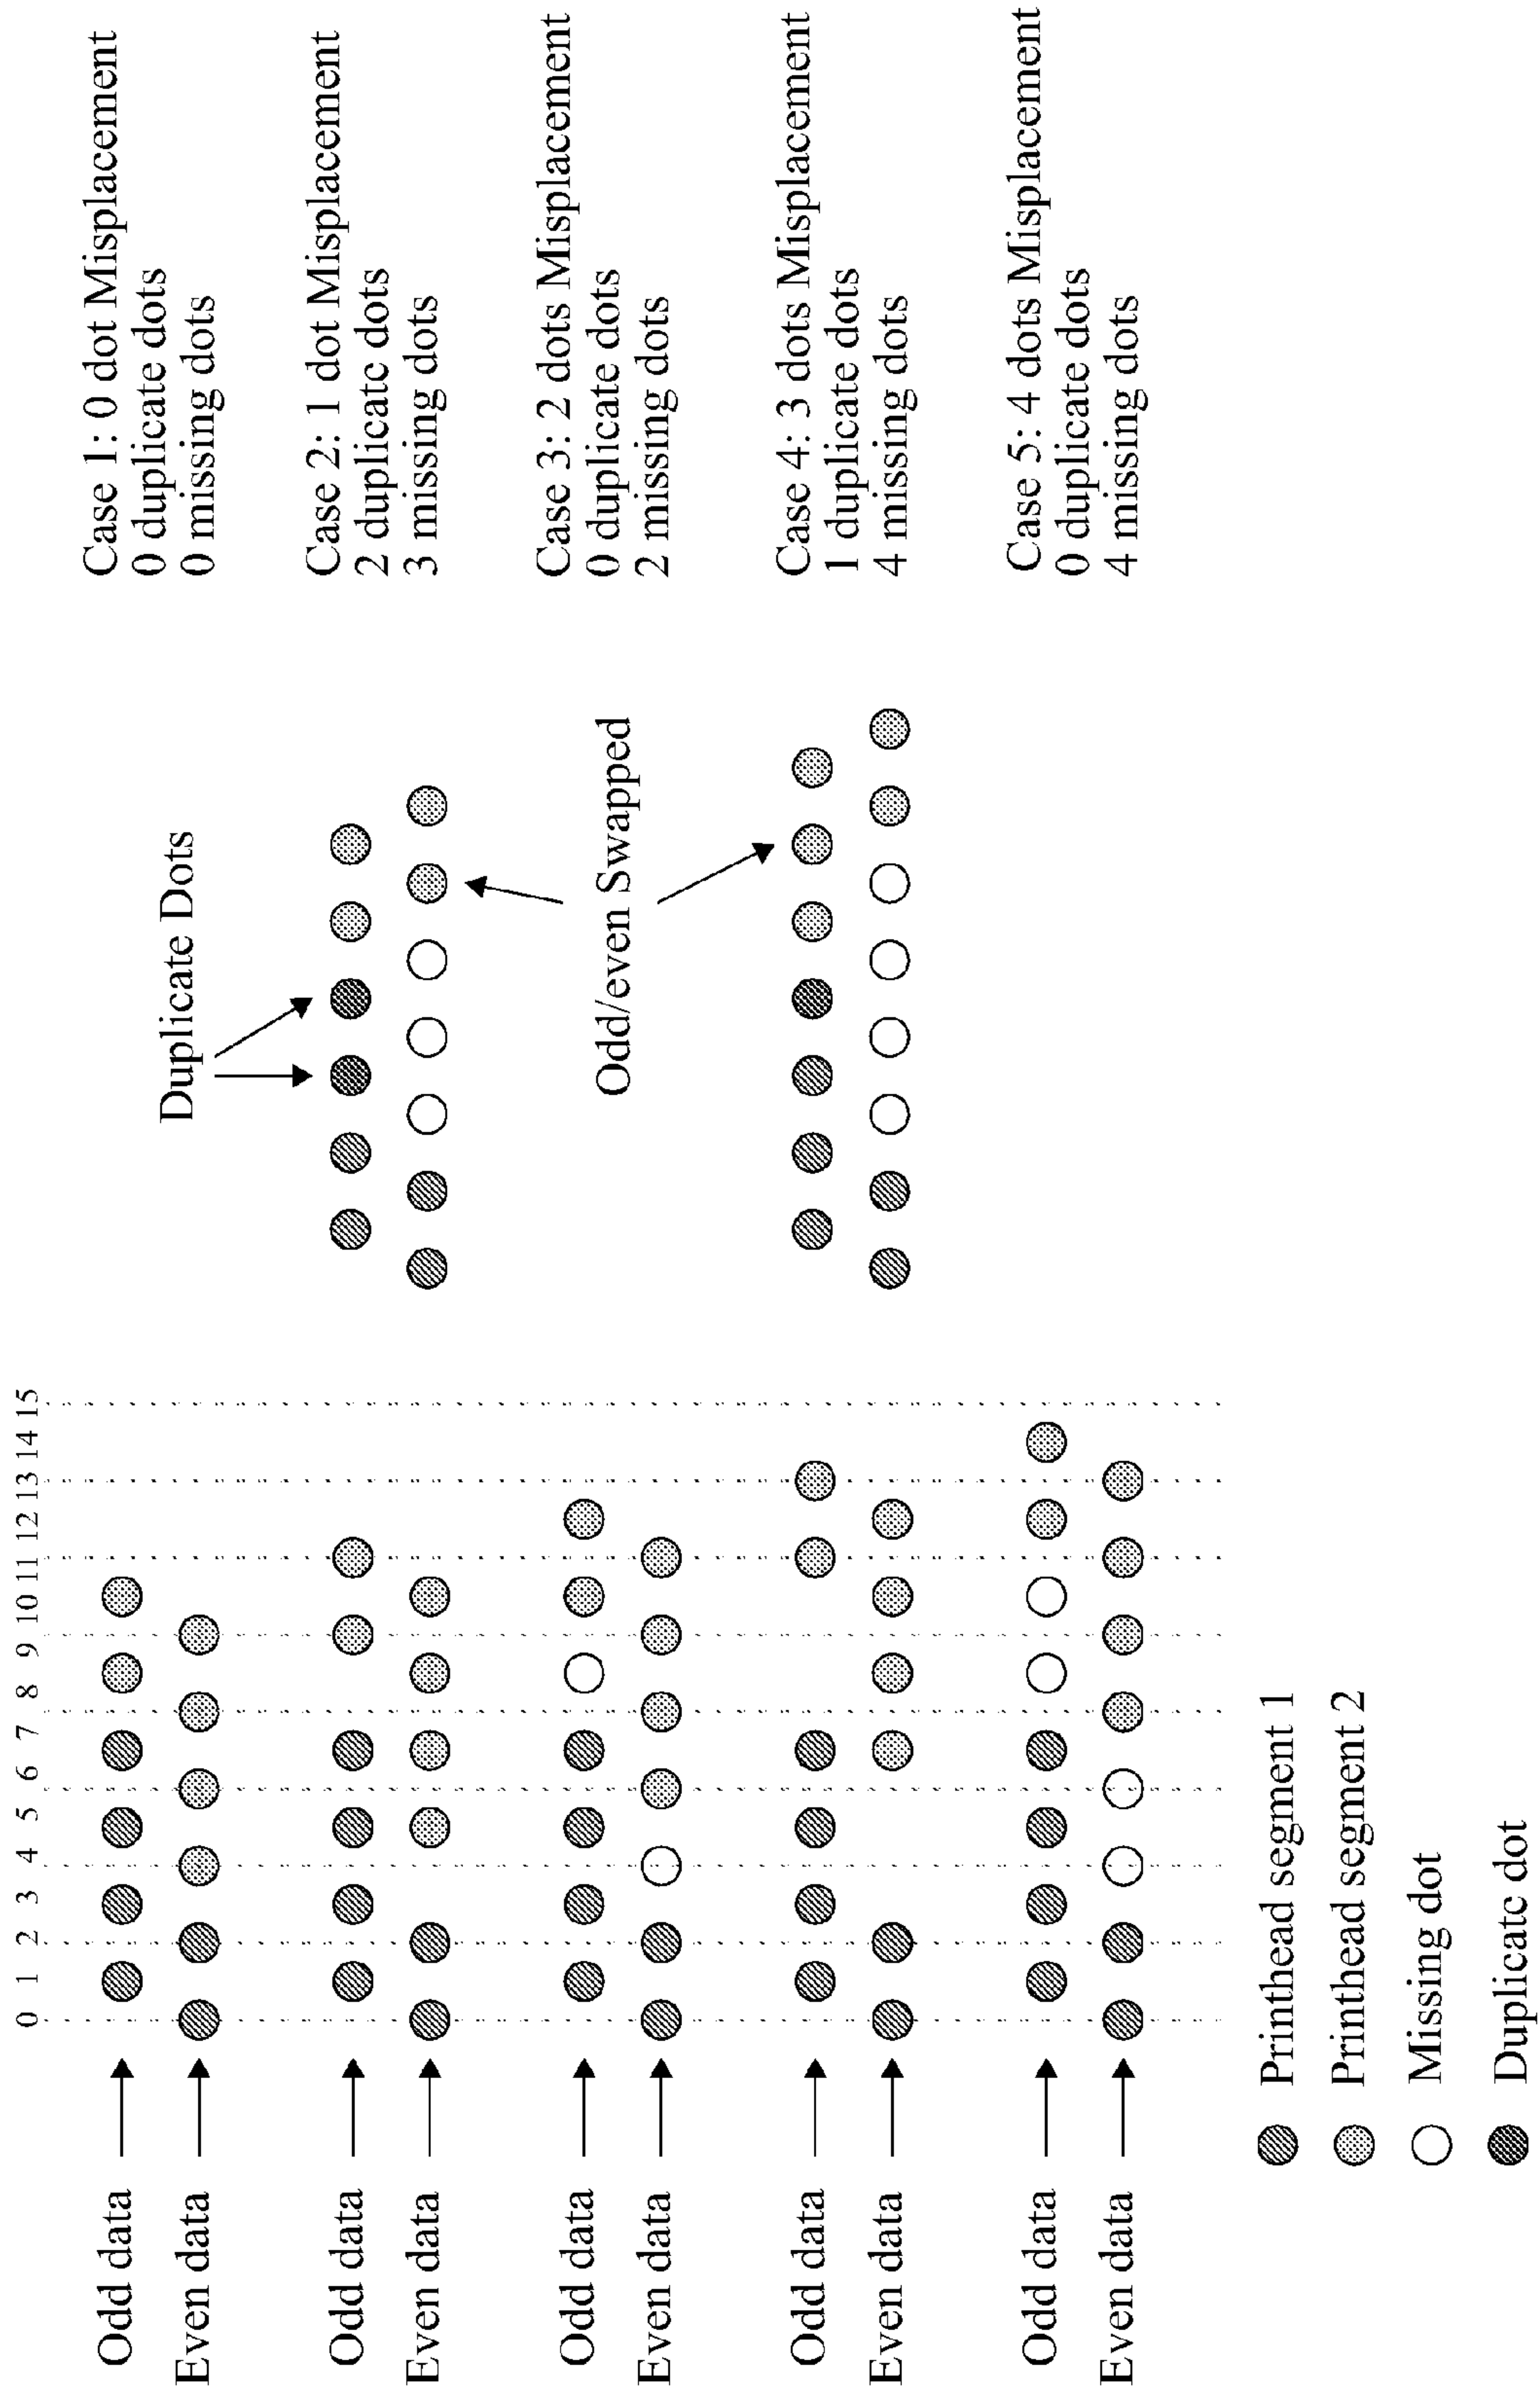 0 1 2 3 4 5 6 7 8 9 10 11 12 13 14 15
Odd data
Even data
Case 1: 0 dot Misplacement
0 duplicate dots
0 missing dots
Duplicate Dots
Odd data
Even data
Case 2: 1 dot Misplacement
2 duplicate dots
3 missing dots
Odd data
Even data
Odd/even Swapped
Case 3: 2 dots Misplacement
0 duplicate dots
2 missing dots
Odd data
Even data
Case 4: 3 dots Misplacement
1 duplicate dots
4 missing dots
Odd data
Even data
Case 5: 4 dots Misplacement
0 duplicate dots
4 missing dots
Printhead segment 1
Printhead segment 2
Missing dot
Duplicate dot